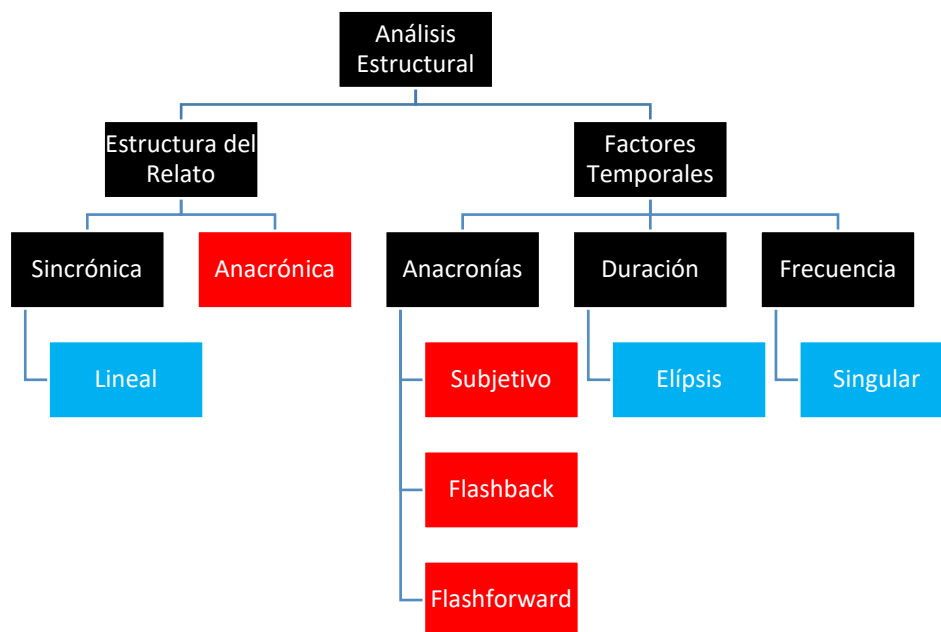 Análisis
Estructural
Estructura del
Relato
Factores
Temporales
Sincrónica
Anacrónica
Anacronías
Duración
Frecuencia
Lineal
Subjetivo
Elípsis
Singular
Flashback
Flashforward